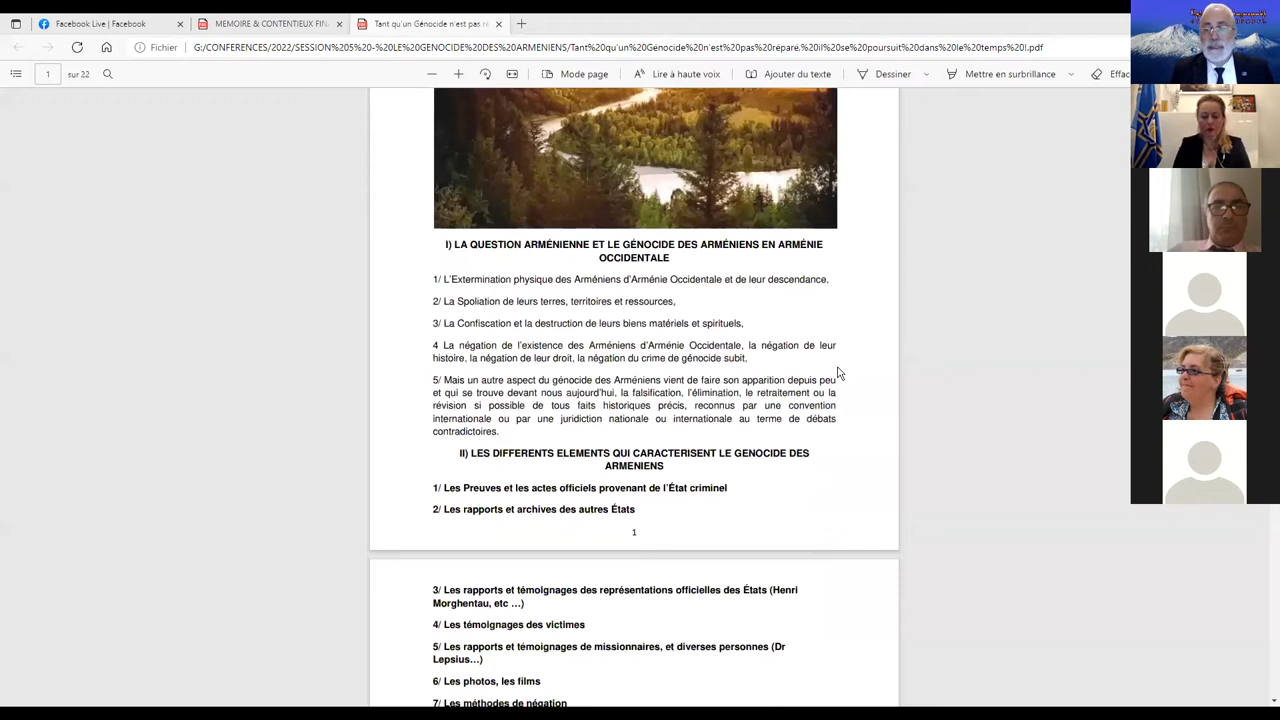 Facebook Live | Facebook
MEMOIRE & CONTENTIEUX FIN
Tant qu'un Génocide n'est pas ré
Fichier
G:/CONFERENCES/2022/SESSION%205%20-%20LE%20GENOCIDE%20DES%20ARMENIENS/Tant%20qu'un%20Genocide%20n'est%20pas%20réparé,%20il%20se%20poursuit%20dans%20le%20temps%20I.pdf
1 sur 22
Mode page
Lire à haute voix
Ajouter du texte
Dessiner
Mettre en surbrillance
Effac
I) LA QUESTION ARMÉNIENNE ET LE GÉNOCIDE DES ARMÉNIENS EN ARMÉNIE
OCCIDENTALE
1/ L'Extermination physique des Arméniens d'Arménie Occidentale et de leur descendance,
2/ La Spoliation de leurs terres, territoires et ressources,
3/ La Confiscation et la destruction de leurs biens matériels et spirituels,
4 La négation de l'existence des Arméniens d'Arménie Occidentale, la négation de leur
histoire, la négation de leur droit, la négation du crime de génocide subit,
5/ Mais un autre aspect du génocide des Arméniens vient de faire son apparition depuis peu
et qui se trouve devant nous aujourd'hui, la falsification, l'élimination, le retraitement ou la
révision si possible de tous faits historiques précis, reconnus par une convention
internationale ou par une juridiction nationale ou internationale au terme de débats
contradictoires.
II) LES DIFFERENTS ELEMENTS QUI CARACTERISENT LE GENOCIDE DES
ARMENIENS
1/ Les Preuves et les actes officiels provenant de l'État criminel
2/ Les rapports et archives des autres États
1
3/ Les rapports et témoignages des représentations officielles des États (Henri
Morghentau, etc …)
4/ Les témoignages des victimes
5/ Les rapports et témoignages de missionnaires, et diverses personnes (Dr
Lepsius…)
6/ Les photos, les films
7/ Les méthodes de négation